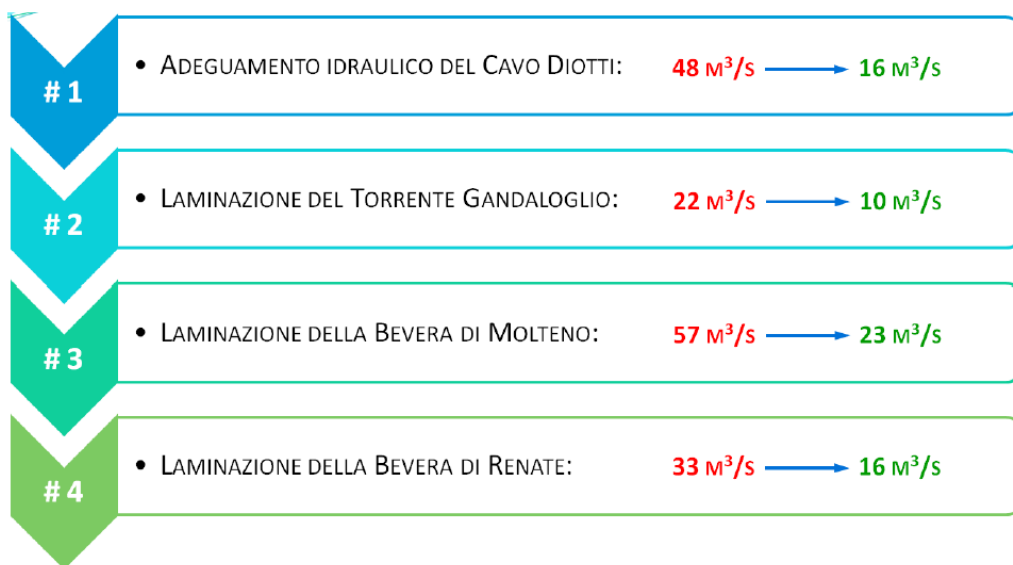 # 1
• Adeguamento idraulico del Cavo Diotti: 48 m³/s → 16 m³/s
# 2
• Laminazione del Torrente Gandaloglio: 22 m³/s → 10 m³/s
# 3
• Laminazione della Bevera di Molteno: 57 m³/s → 23 m³/s
# 4
• Laminazione della Bevera di Renate: 33 m³/s → 16 m³/s